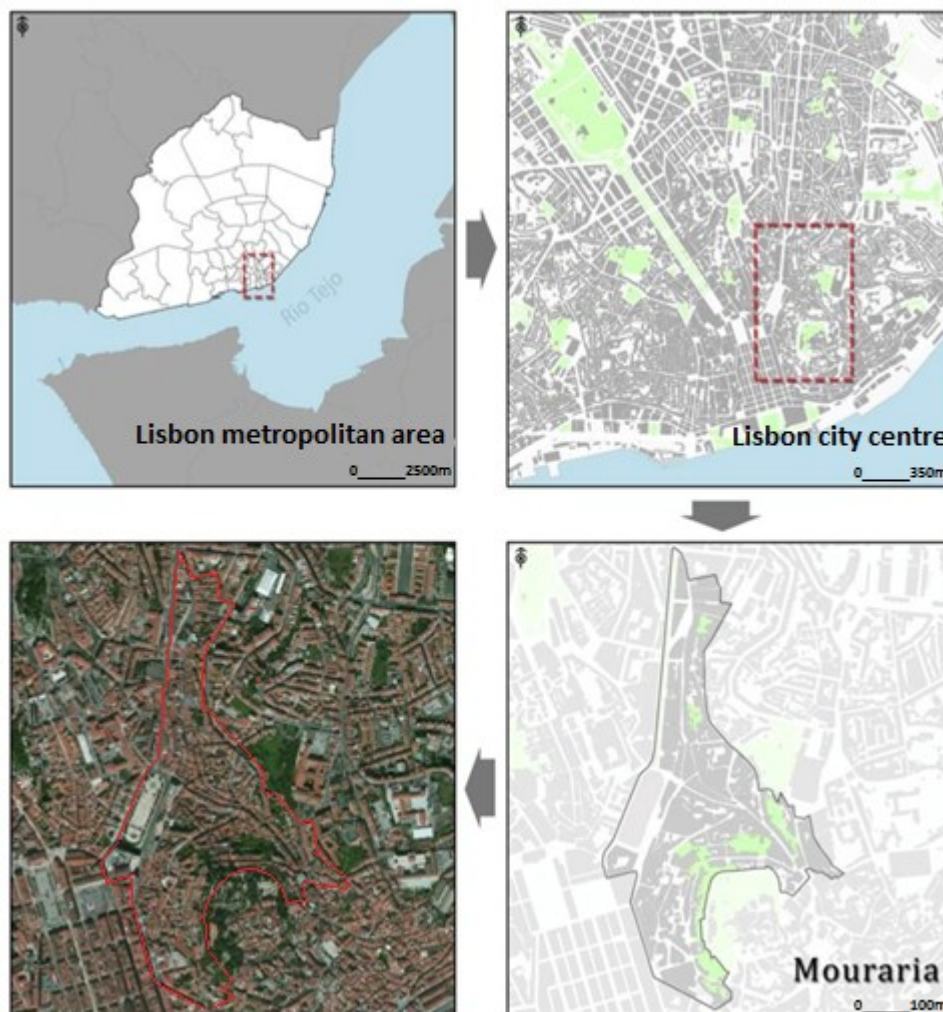 Rio Tejo
Lisbon metropolitan area
0 2500m
Lisbon city centre
0 350m
Mouraria
0 100m